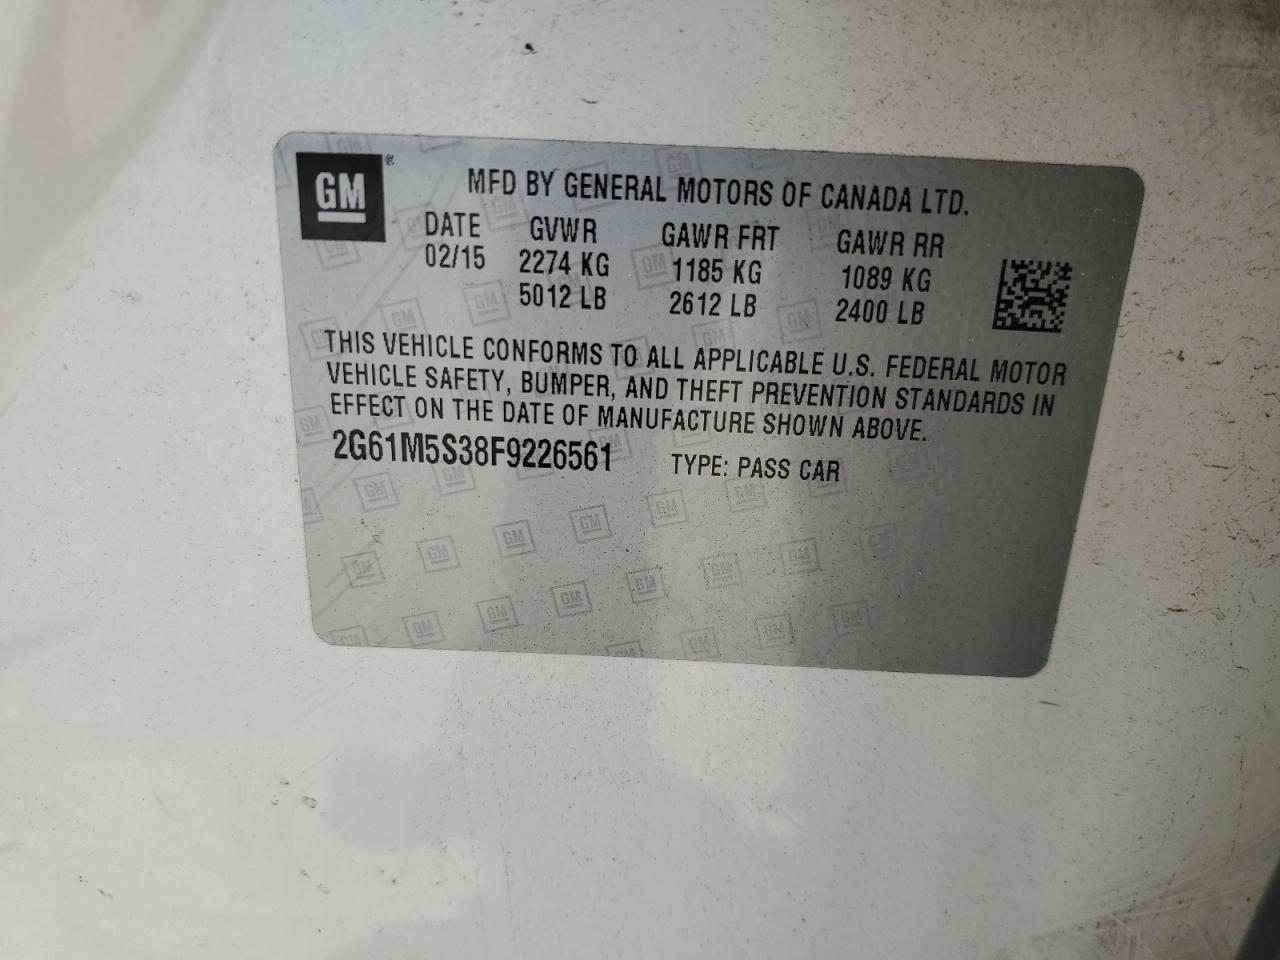 GM®
MFD BY GENERAL MOTORS OF CANADA LTD.
DATE GVWR GAWR FRT GAWR RR
02/15 2274 KG 1185 KG 1089 KG
5012 LB 2612 LB 2400 LB
THIS VEHICLE CONFORMS TO ALL APPLICABLE U.S. FEDERAL MOTOR
VEHICLE SAFETY, BUMPER, AND THEFT PREVENTION STANDARDS IN
EFFECT ON THE DATE OF MANUFACTURE SHOWN ABOVE.
2G61M5S38F9226561 TYPE: PASS CAR